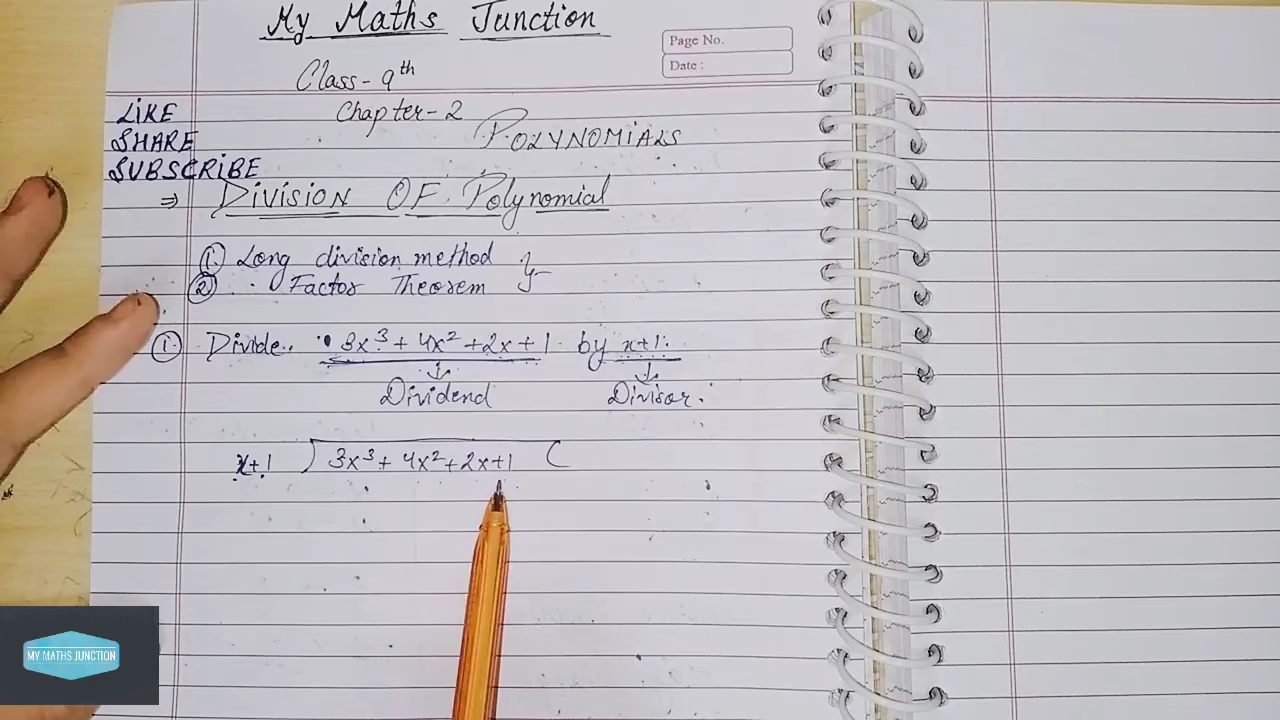 My Maths Junction
Page No.
Date :
Class - 9th
Chapter - 2
LIKE
SHARE
SUBSCRIBE
POLYNOMIALS
⇒ Division OF Polynomial
① Long division method
② Factor Theorem
① Divide 3x³ + 4x² + 2x + 1 by x+1.
Dividend Divisor.
x+1 ) 3x³ + 4x² + 2x + 1 (
MY MATHS JUNCTION